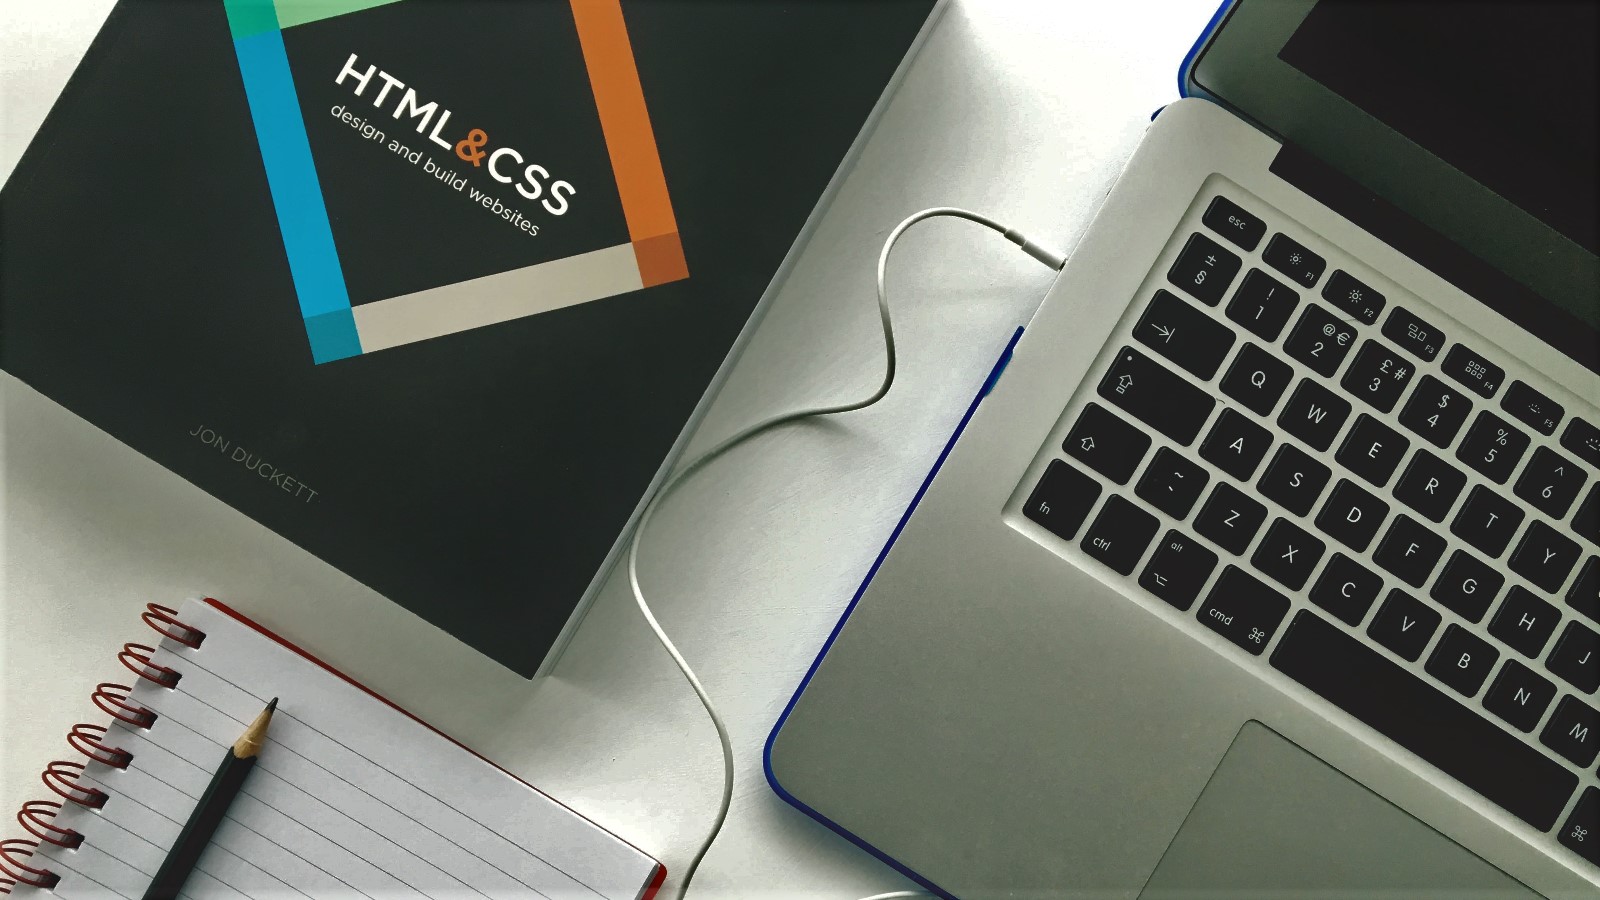 HTML&CSS
design and build websites
JON DUCKETT
esc
F1
F2
F3
F4
F5
± §
! 1
@ € 2
£ # 3
$ 4
% 5
^ 6
Q W E R T Y
A S D F G H J
~ Z X C V B N M
fn ctrl alt cmd ⌘
⌘